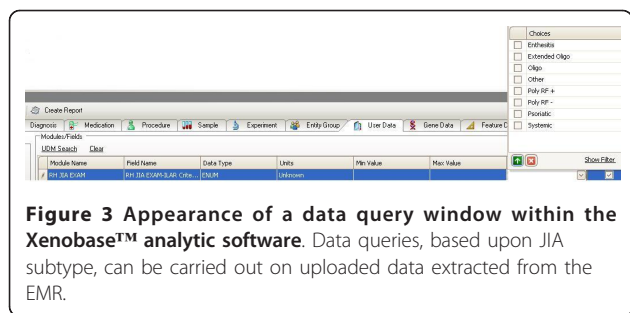 Choices
Enthesitis
Extended Oligo
Oligo
Other
Poly RF +
Poly RF -
Psoriatic
Systemic
Show Filter
Create Report
Diagnosis Medication Procedure Sample Experiment Entity Group User Data Gene Data Feature D
Modules/Fields
UDM Search Clear
Module Name Field Name Data Type Units Min Value Max Value
RH JIA EXAM RH JIA EXAM-ILAR Crite... ENUM Unknown
Figure 3 Appearance of a data query window within the
Xenobase™ analytic software. Data queries, based upon JIA
subtype, can be carried out on uploaded data extracted from the
EMR.